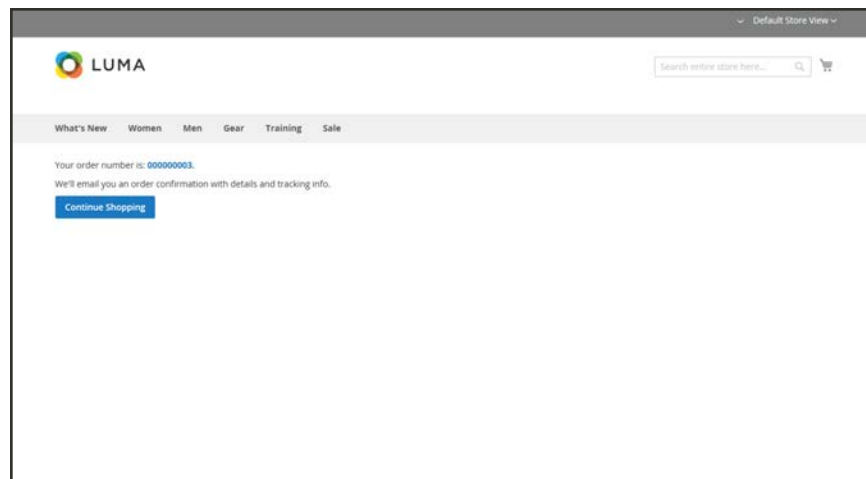 Default Store View
LUMA
Search entire store here...
What's New Women Men Gear Training Sale
Your order number is: 000000003.
We'll email you an order confirmation with details and tracking info.
Continue Shopping